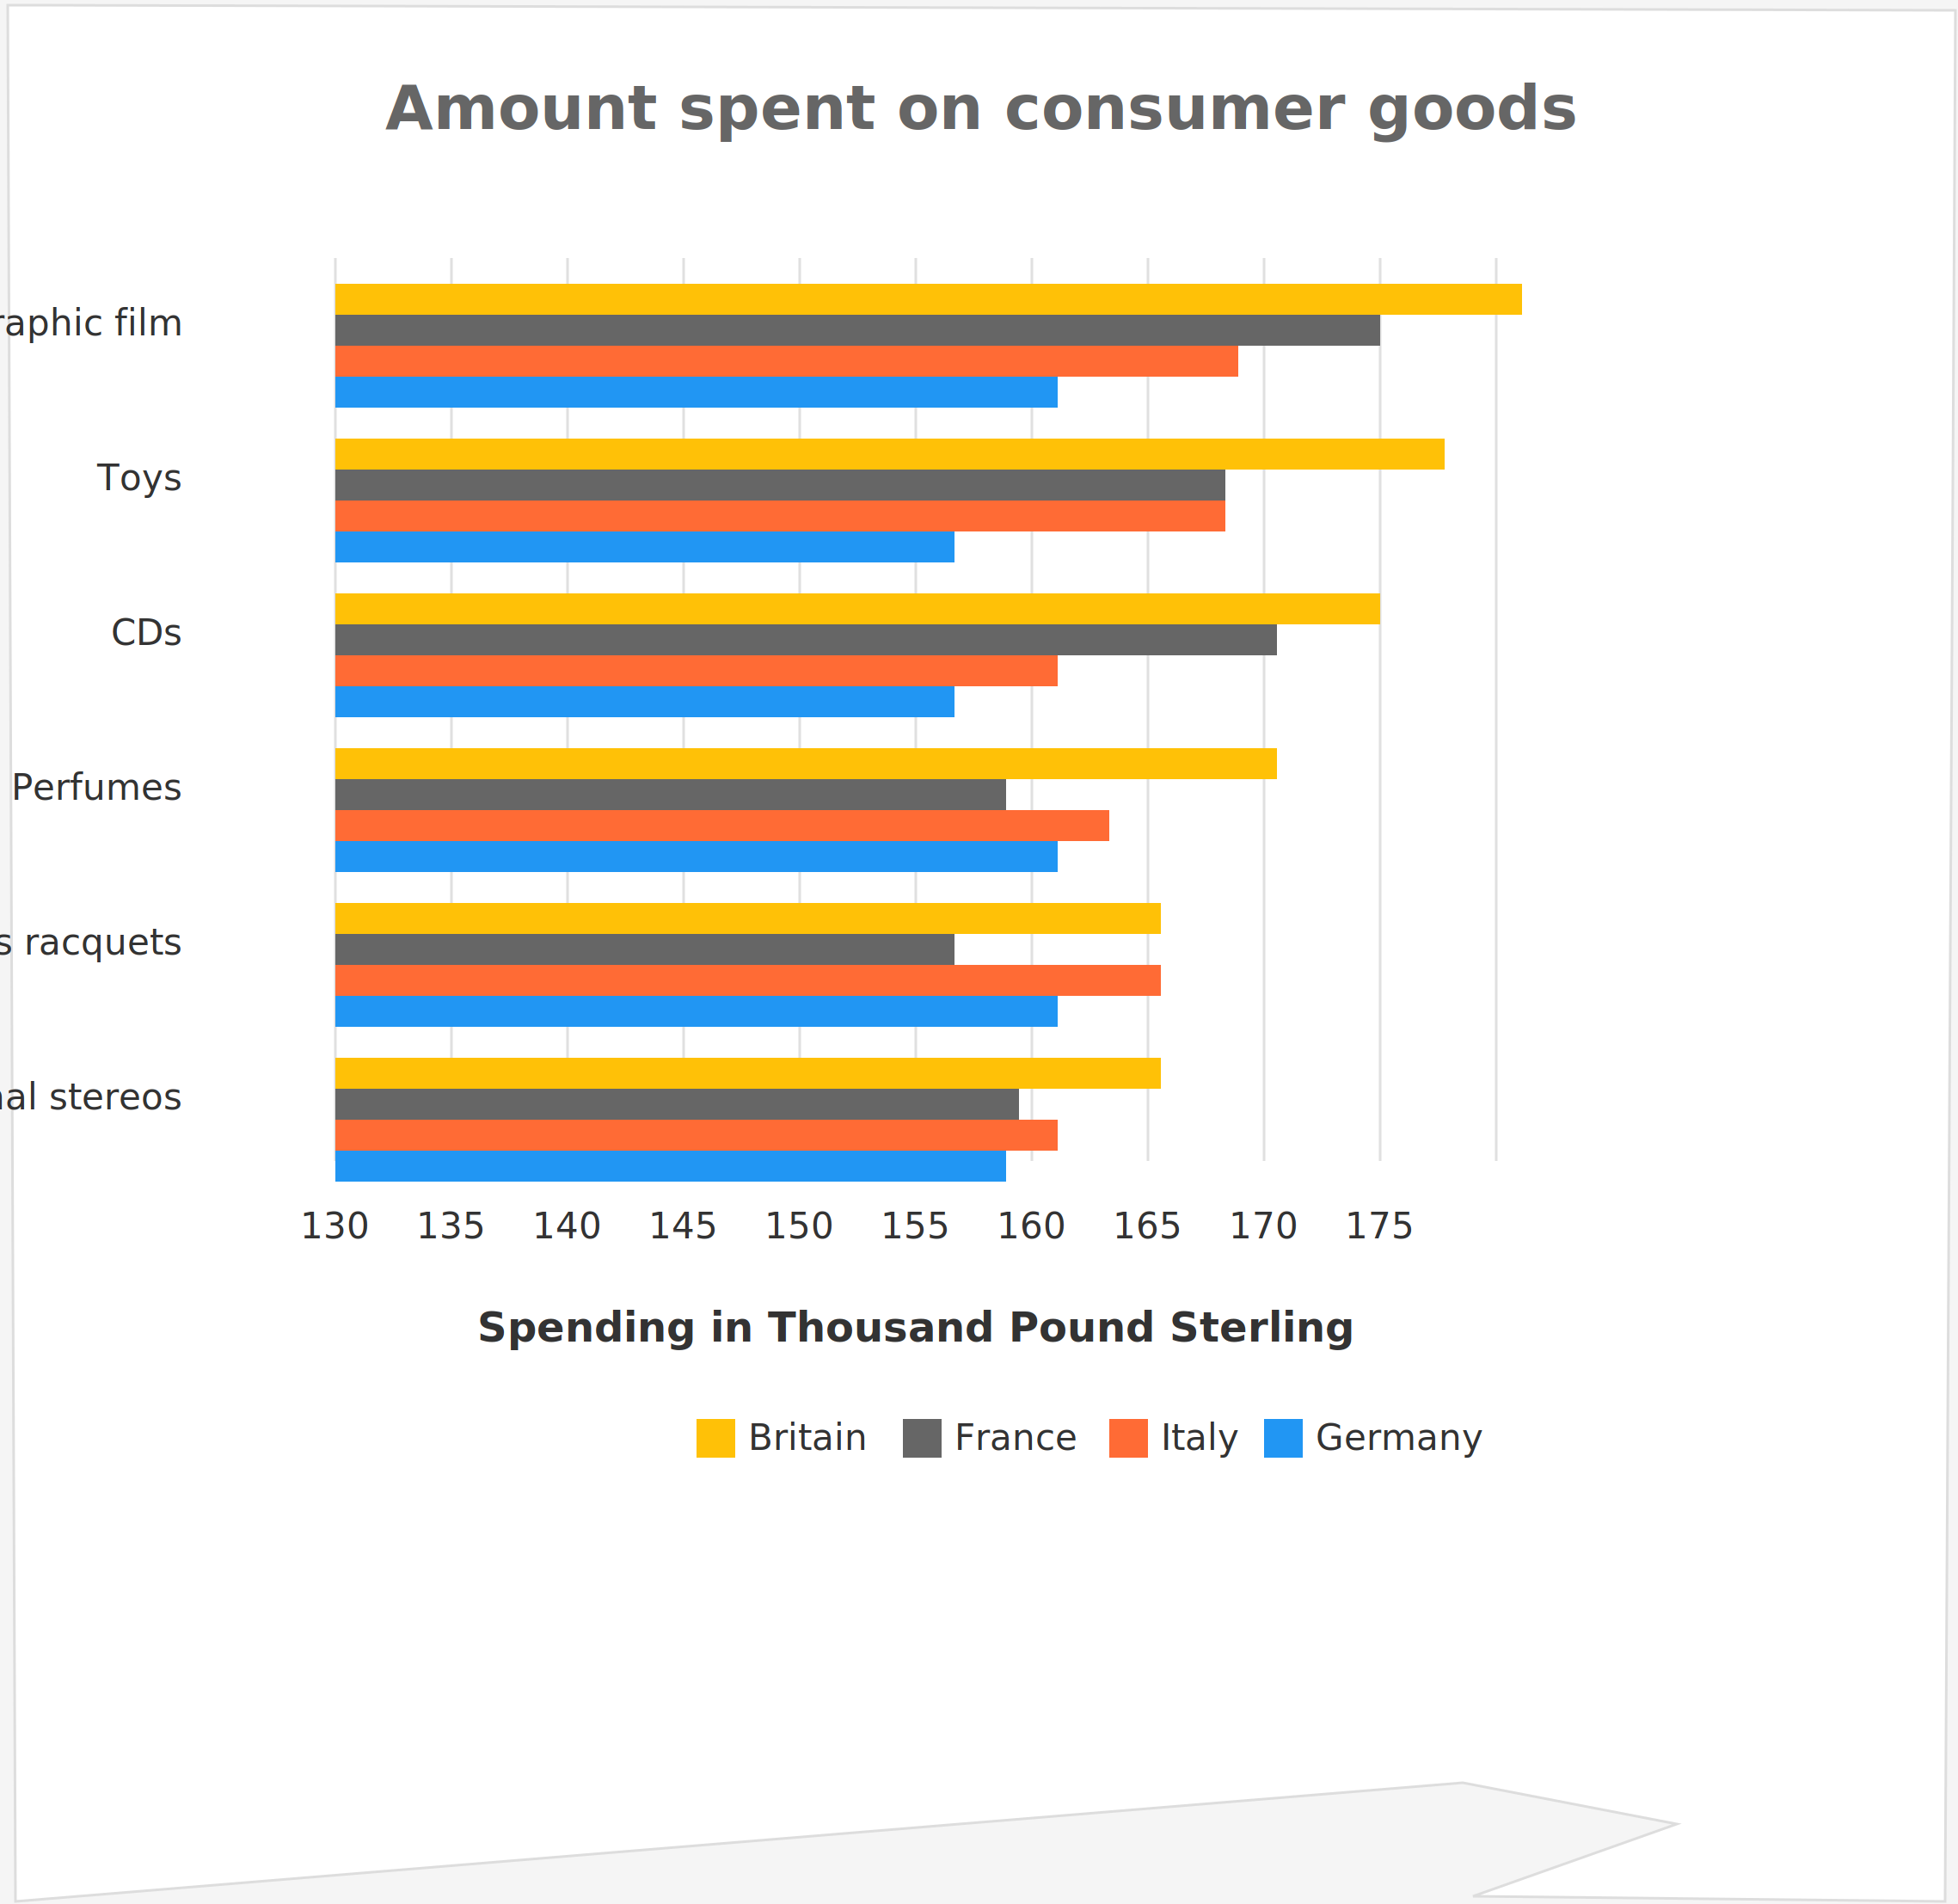 Amount spent on consumer goods
raphic film
Toys
CDs
Perfumes
s racquets
nal stereos
130 135 140 145 150 155 160 165 170 175
Spending in Thousand Pound Sterling
Britain France Italy Germany